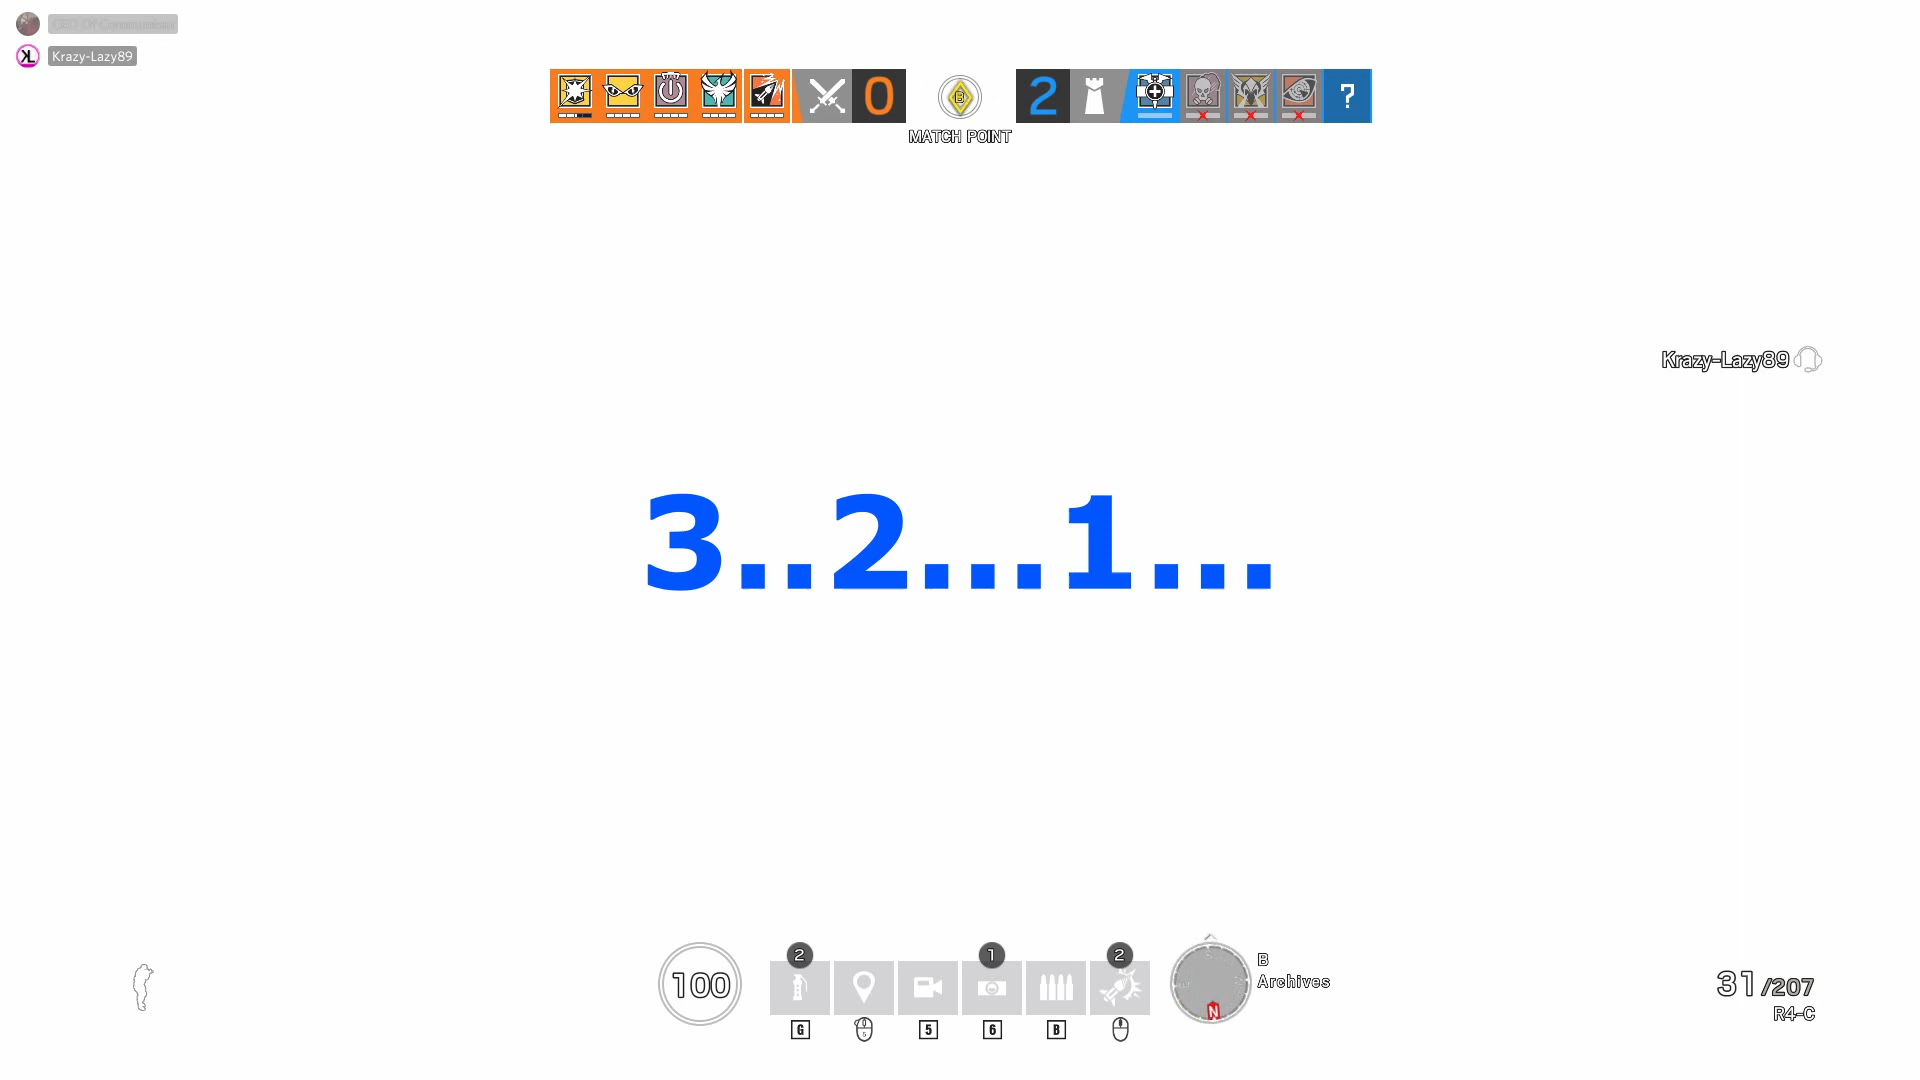 Krazy-Lazy89
0
B
2
?
MATCH POINT
Krazy-Lazy89
3..2...1...
100
2
1
2
G
5
6
B
N
B
Archives
31/207
R4-C